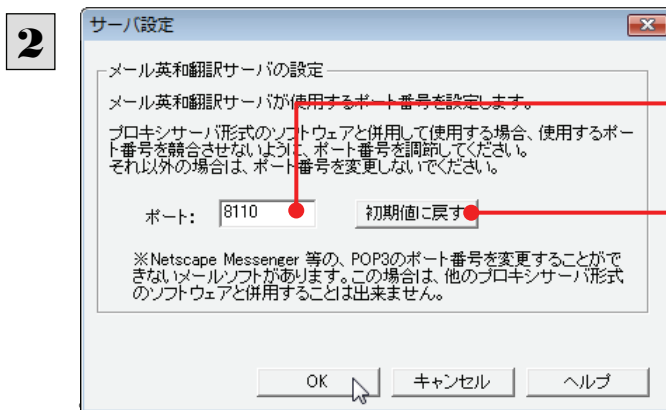 2
サーバ設定
メール英和翻訳サーバの設定
メール英和翻訳サーバが使用するポート番号を設定します。
プロキシサーバ形式のソフトウェアと併用して使用する場合、使用するポー
ト番号を競合させないように、ポート番号を調節してください。
それ以外の場合は、ポート番号を変更しないでください。
ポート: 8110 初期値に戻す
※Netscape Messenger 等の、POP3のポート番号を変更することがで
きないメールソフトがあります。この場合は、他のプロキシサーバ形式
のソフトウェアと併用することは出来ません。
OK キャンセル ヘルプ